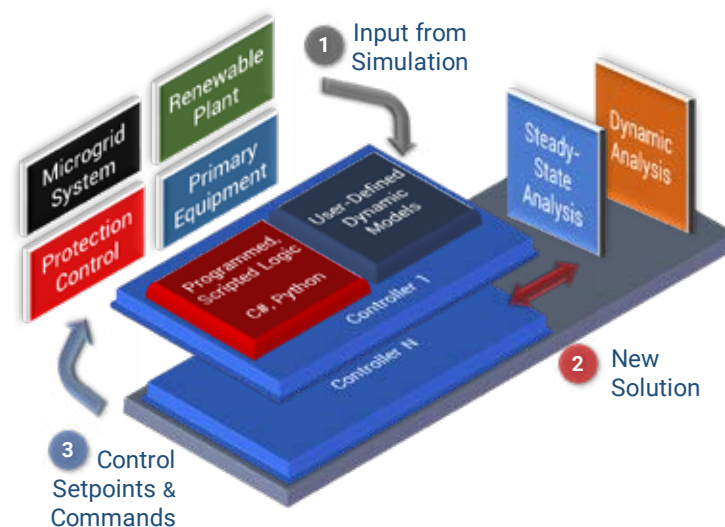 1
Input from
Simulation
Renewable
Plant
Microgrid
System
Primary
Equipment
Protection
Control
Steady-
State
Analysis
Dynamic
Analysis
User-Defined
Dynamic
Models
Programmed,
Scripted Logic
C#, Python
Controller 1
Controller N
2
New
Solution
3
Control
Setpoints &
Commands